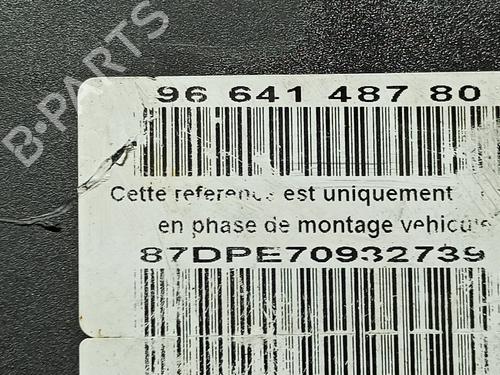 96 641 487 80
Cette reference est uniquement
en phase de montage vehicule
87DPE70932739
B-PARTS